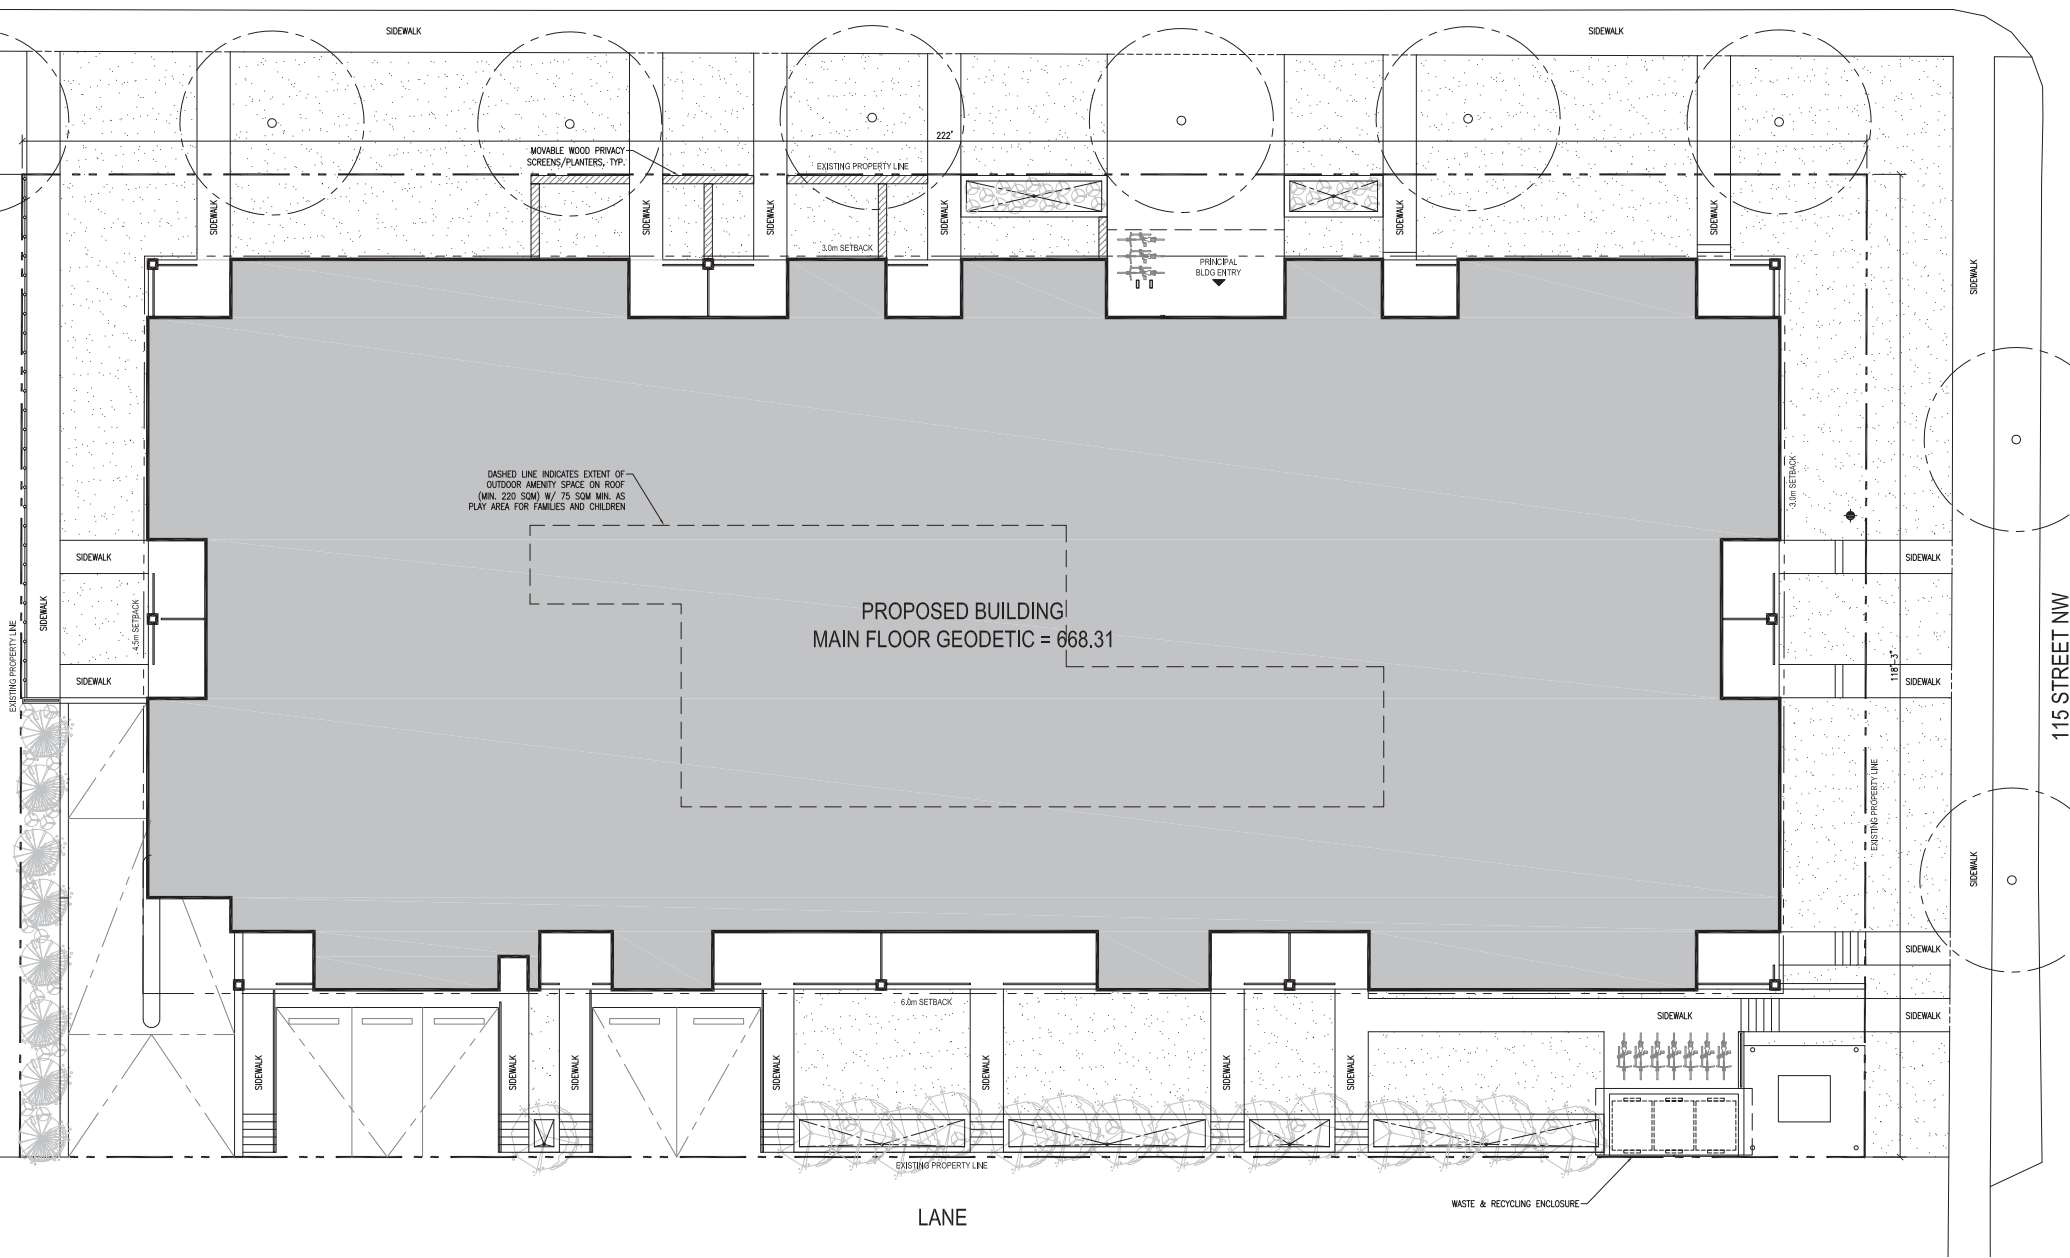 SIDEWALK
SIDEWALK
222'
MOVABLE WOOD PRIVACY
SCREENS/PLANTERS, TYP.
EXISTING PROPERTY LINE
SIDEWALK
SIDEWALK
SIDEWALK
SIDEWALK
SIDEWALK
SIDEWALK
3.0m SETBACK
PRINCIPAL
BLDG ENTRY
SIDEWALK
DASHED LINE INDICATES EXTENT OF
OUTDOOR AMENITY SPACE ON ROOF
(MIN. 220 SQM) W/ 75 SQM MIN. AS
PLAY AREA FOR FAMILIES AND CHILDREN
3.0m SETBACK
SIDEWALK
SIDEWALK
PROPOSED BUILDING
MAIN FLOOR GEODETIC = 668.31
SIDEWALK
4.5m SETBACK
EXISTING PROPERTY LINE
SIDEWALK
118'-3"
SIDEWALK
115 STREET NW
EXISTING PROPERTY LINE
SIDEWALK
SIDEWALK
6.0m SETBACK
SIDEWALK
SIDEWALK
SIDEWALK
SIDEWALK
SIDEWALK
SIDEWALK
SIDEWALK
SIDEWALK
SIDEWALK
EXISTING PROPERTY LINE
WASTE & RECYCLING ENCLOSURE
LANE